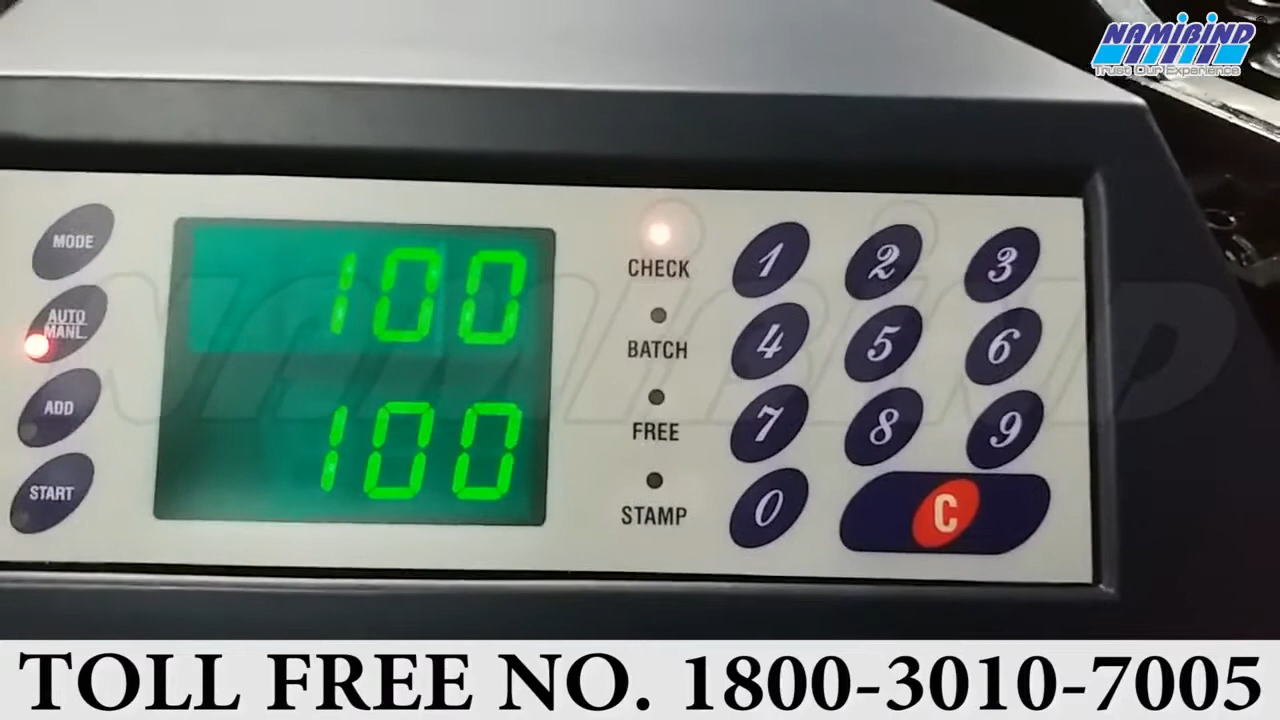 NAMIBIND
Trust Our Experience
MODE
AUTO
MANL.
ADD
START
100
100
CHECK
BATCH
FREE
STAMP
1 2 3
4 5 6
7 8 9
0 C
NAMIBIND
TOLL FREE NO. 1800-3010-7005